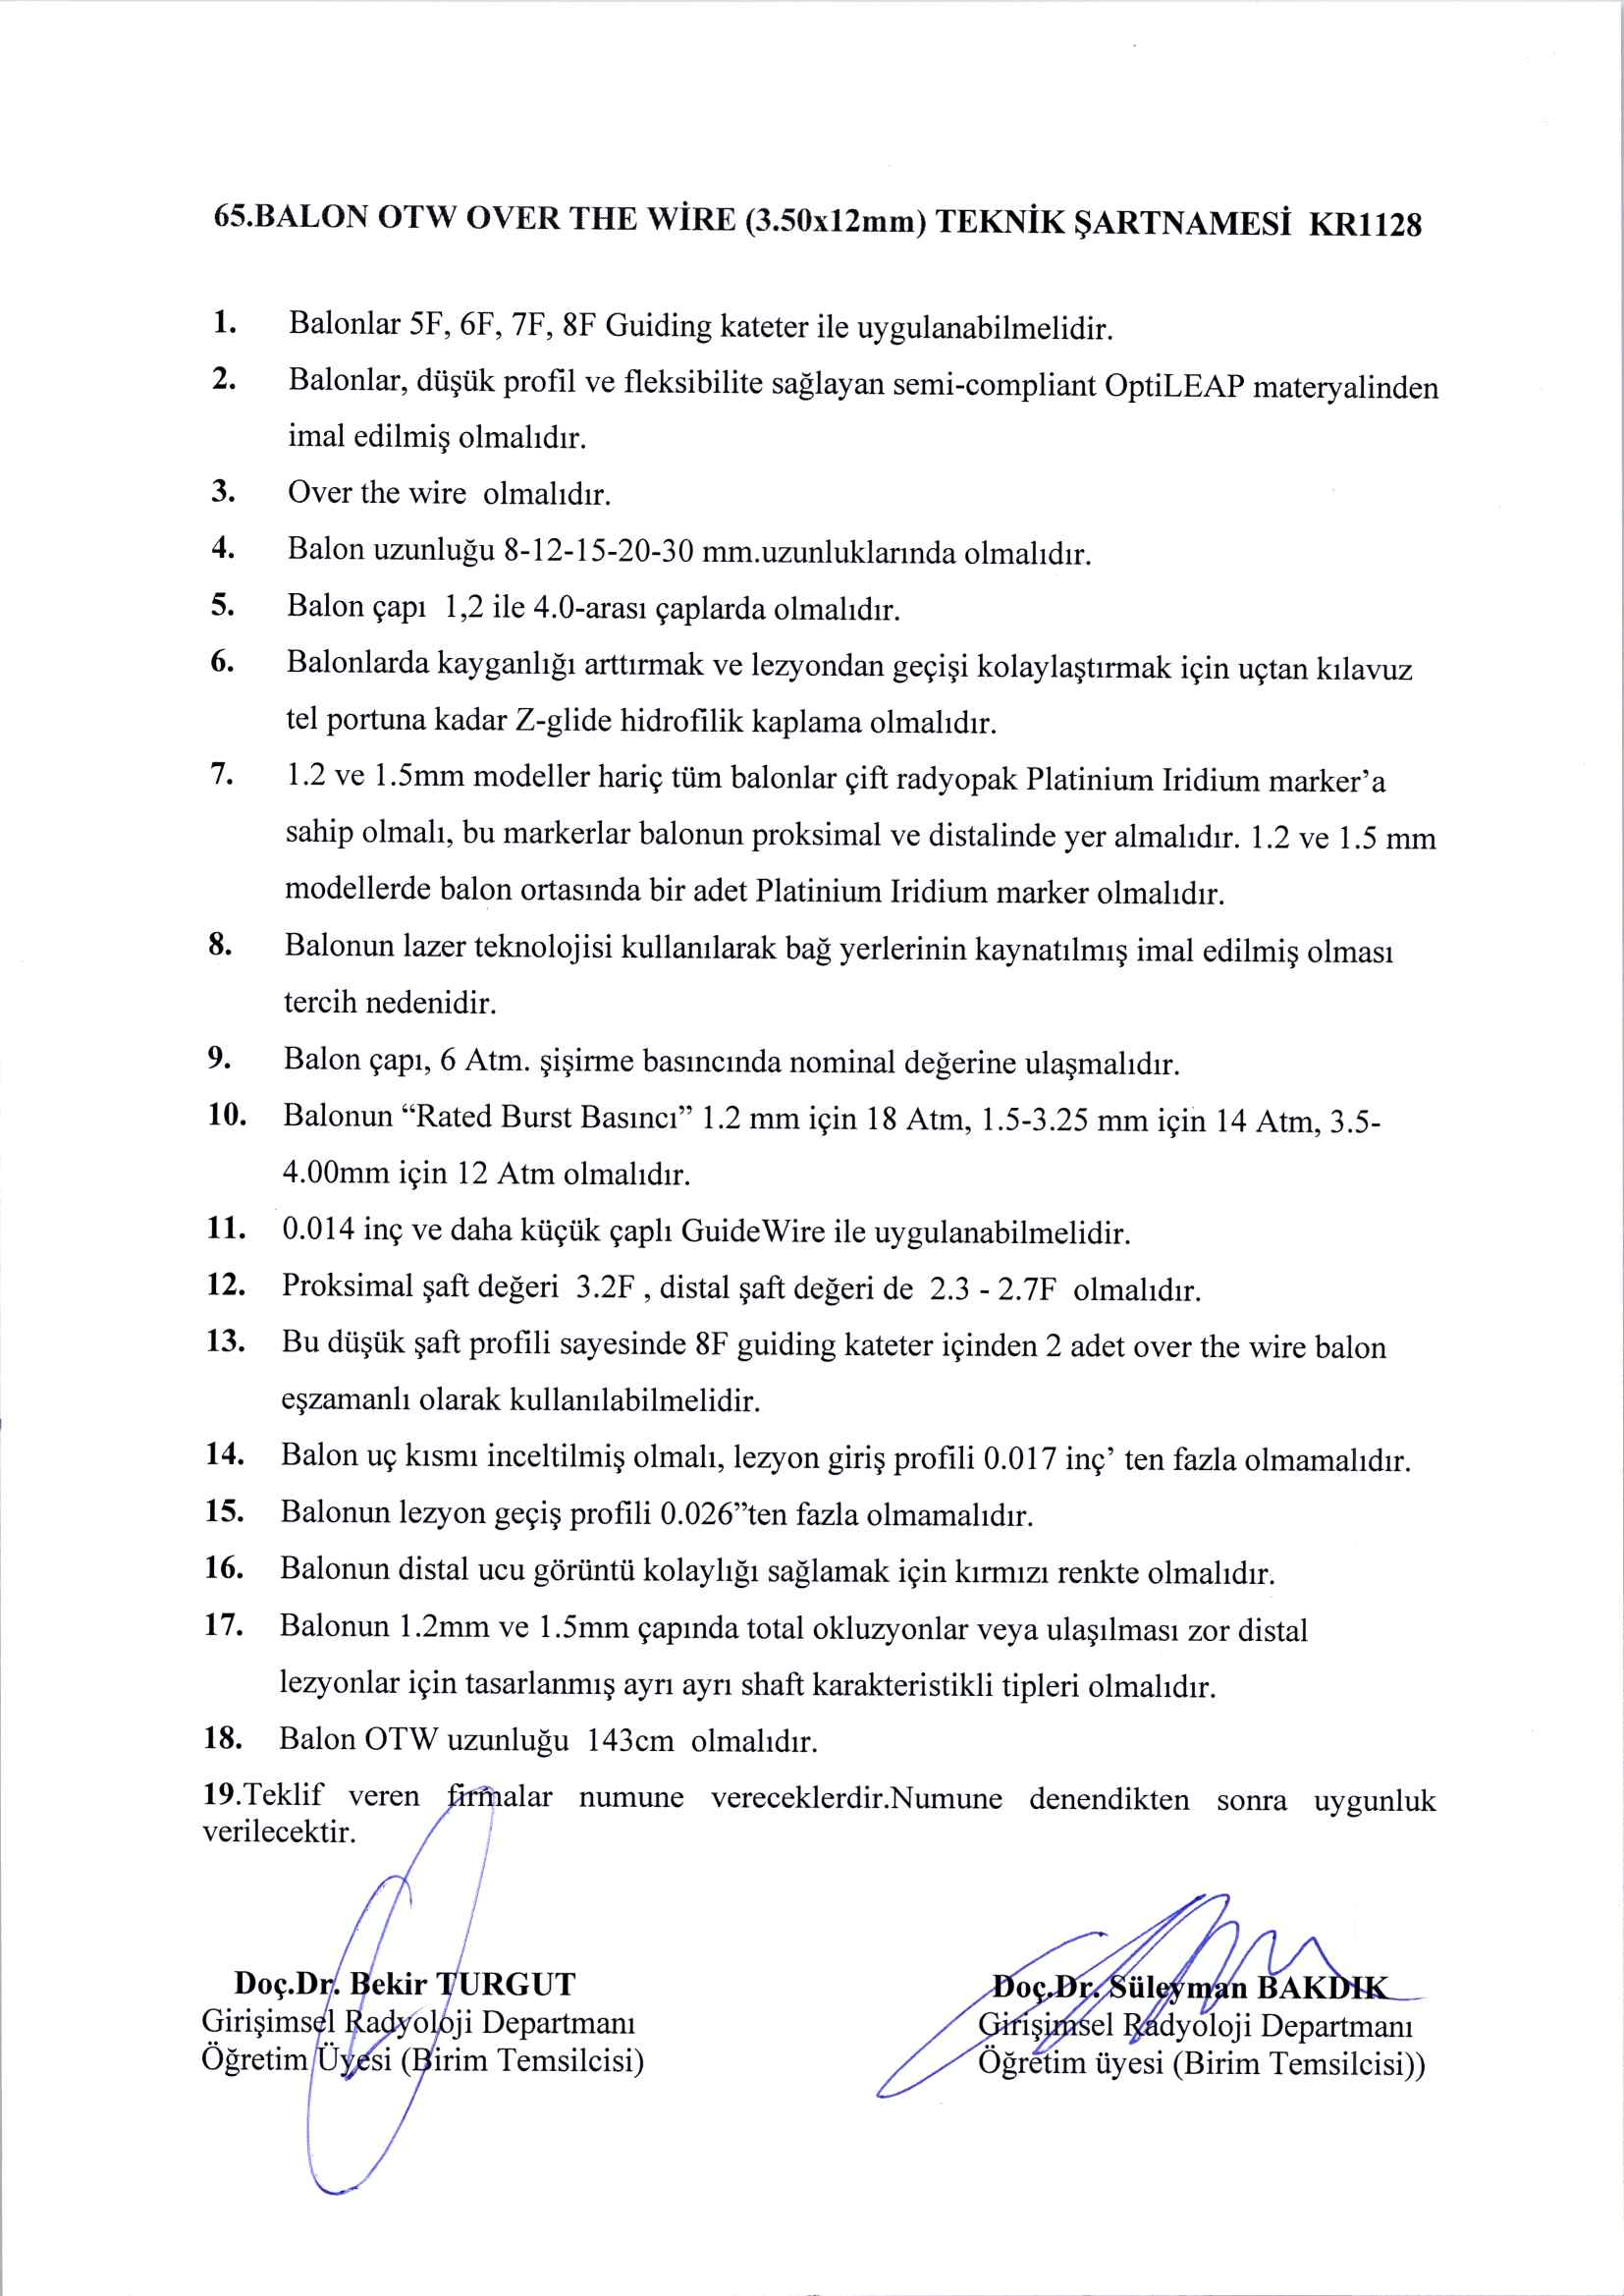 65.BALON OTW OVER THE WİRE (3.50x12mm) TEKNİK ŞARTNAMESİ KR1128
1. Balonlar 5F, 6F, 7F, 8F Guiding kateter ile uygulanabilmelidir.
2. Balonlar, düşük profil ve fleksibilite sağlayan semi-compliant OptiLEAP materyalinden
imal edilmiş olmalıdır.
3. Over the wire olmalıdır.
4. Balon uzunluğu 8-12-15-20-30 mm.uzunluklarında olmalıdır.
5. Balon çapı 1,2 ile 4.0-arası çaplarda olmalıdır.
6. Balonlarda kayganlığı arttırmak ve lezyondan geçişi kolaylaştırmak için uçtan kılavuz
tel portuna kadar Z-glide hidrofilik kaplama olmalıdır.
7. 1.2 ve 1.5mm modeller hariç tüm balonlar çift radyopak Platinium Iridium marker’a
sahip olmalı, bu markerlar balonun proksimal ve distalinde yer almalıdır. 1.2 ve 1.5 mm
modellerde balon ortasında bir adet Platinium Iridium marker olmalıdır.
8. Balonun lazer teknolojisi kullanılarak bağ yerlerinin kaynatılmış imal edilmiş olması
tercih nedenidir.
9. Balon çapı, 6 Atm. şişirme basıncında nominal değerine ulaşmalıdır.
10. Balonun “Rated Burst Basıncı” 1.2 mm için 18 Atm, 1.5-3.25 mm için 14 Atm, 3.5-
4.00mm için 12 Atm olmalıdır.
11. 0.014 inç ve daha küçük çaplı GuideWire ile uygulanabilmelidir.
12. Proksimal şaft değeri 3.2F , distal şaft değeri de 2.3 - 2.7F olmalıdır.
13. Bu düşük şaft profili sayesinde 8F guiding kateter içinden 2 adet over the wire balon
eşzamanlı olarak kullanılabilmelidir.
14. Balon uç kısmı inceltilmiş olmalı, lezyon giriş profili 0.017 inç’ ten fazla olmamalıdır.
15. Balonun lezyon geçiş profili 0.026”ten fazla olmamalıdır.
16. Balonun distal ucu görüntü kolaylığı sağlamak için kırmızı renkte olmalıdır.
17. Balonun 1.2mm ve 1.5mm çapında total okluzyonlar veya ulaşılması zor distal
lezyonlar için tasarlanmış ayrı ayrı shaft karakteristikli tipleri olmalıdır.
18. Balon OTW uzunluğu 143cm olmalıdır.
19.Teklif veren firmalar numune vereceklerdir.Numune denendikten sonra uygunluk
verilecektir.
Doç.Dr. Bekir TURGUT
Girişimsel Radyoloji Departmanı
Öğretim Üyesi (Birim Temsilcisi)
Doç.Dr. Süleyman BAKDIK
Girişimsel Radyoloji Departmanı
Öğretim üyesi (Birim Temsilcisi))